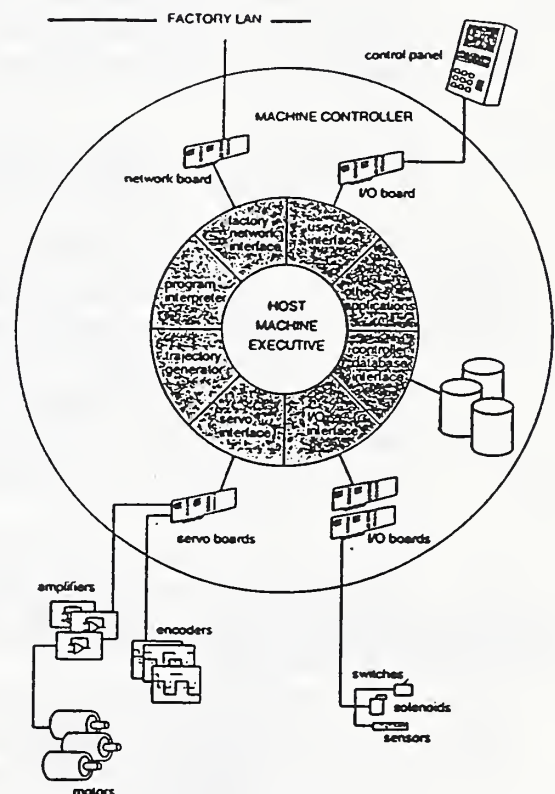 FACTORY LAN
control panel
MACHINE CONTROLLER
network board
I/O board
factory
network
interface
user
interface
program
interpreter
other
applications
HOST
MACHINE
EXECUTIVE
trajectory
generator
controller
database
interface
servo
interface
I/O
interface
servo boards
I/O boards
amplifiers
encoders
switches
solenoids
sensors
motors